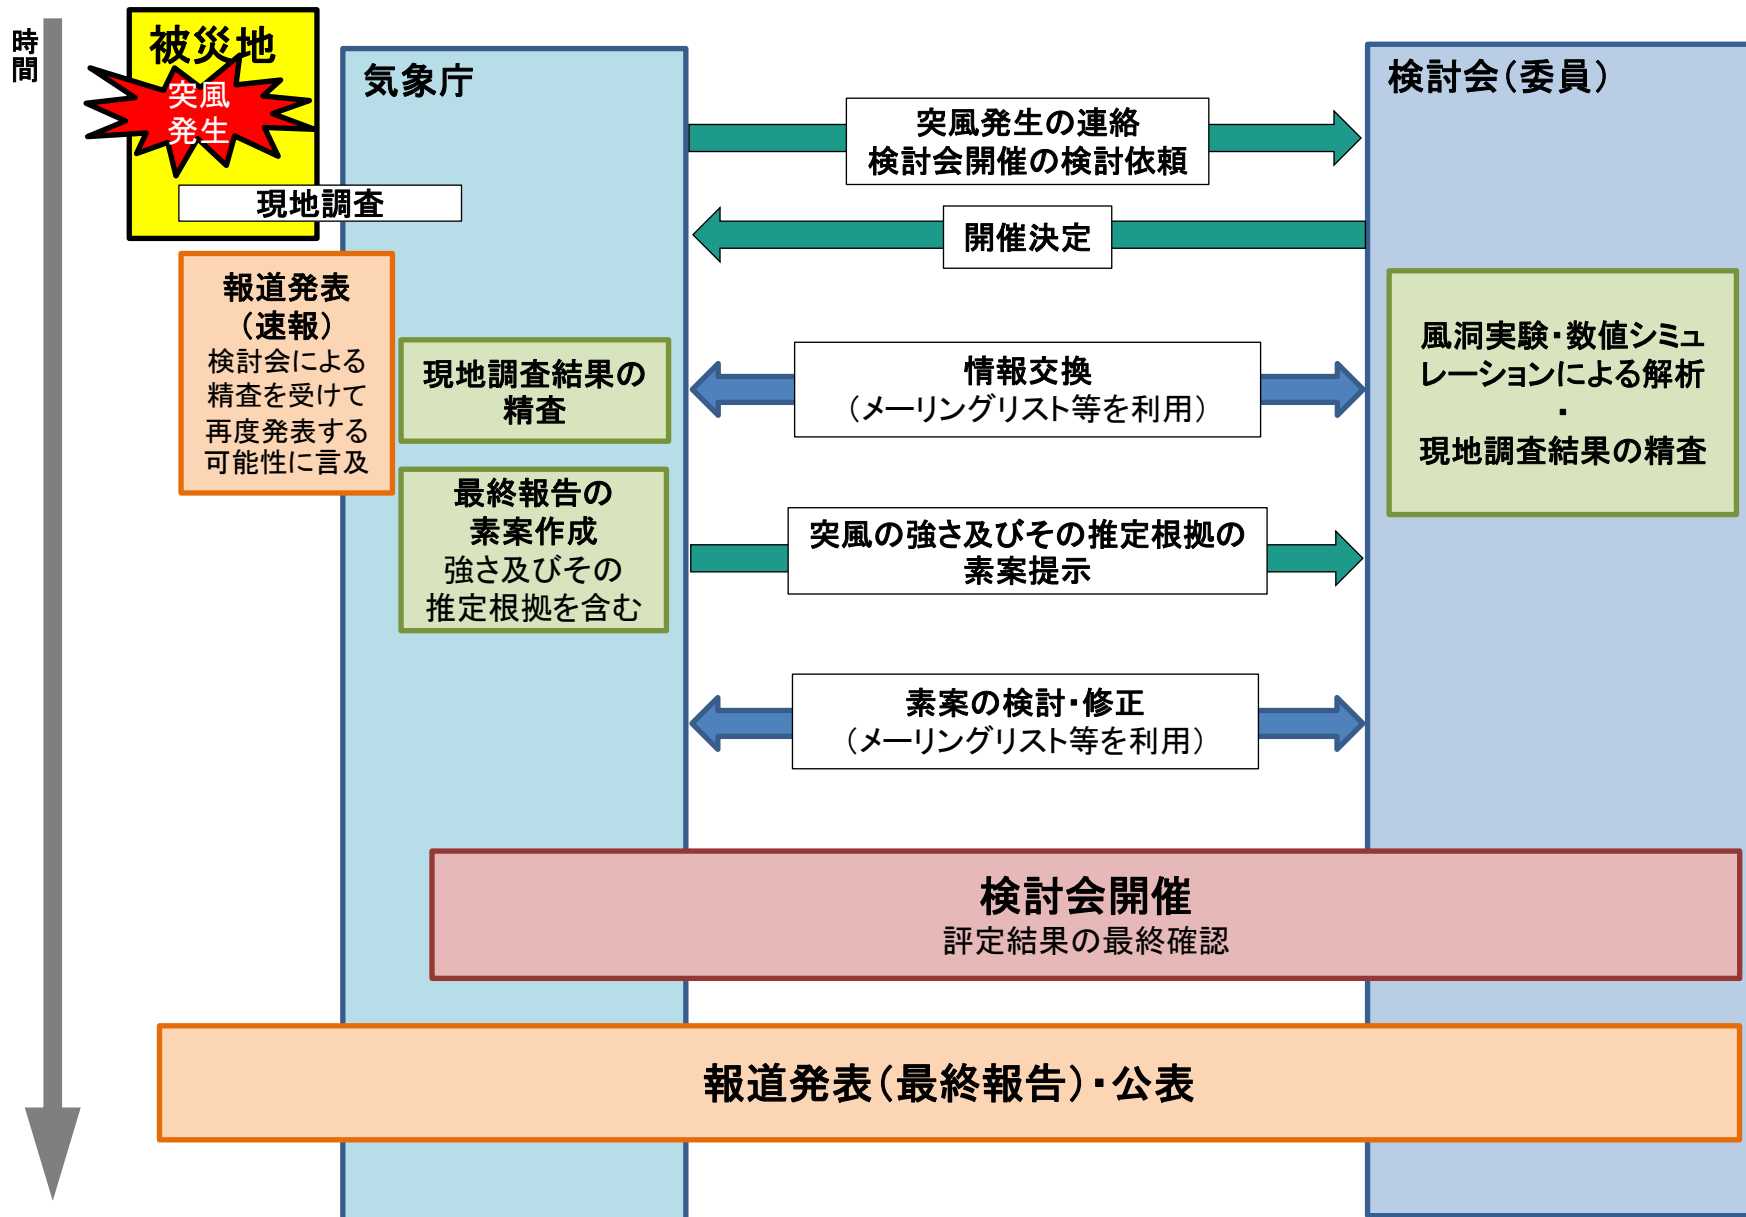 時
間
被災地
突風
発生
気象庁
検討会（委員）
突風発生の連絡
検討会開催の検討依頼
現地調査
開催決定
報道発表
（速報）
検討会による
精査を受けて
再度発表する
可能性に言及
現地調査結果の
精査
情報交換
（メーリングリスト等を利用）
風洞実験・数値シミュ
レーションによる解析
・
現地調査結果の精査
最終報告の
素案作成
強さ及びその
推定根拠を含む
突風の強さ及びその推定根拠の
素案提示
素案の検討・修正
（メーリングリスト等を利用）
検討会開催
評定結果の最終確認
報道発表（最終報告）・公表